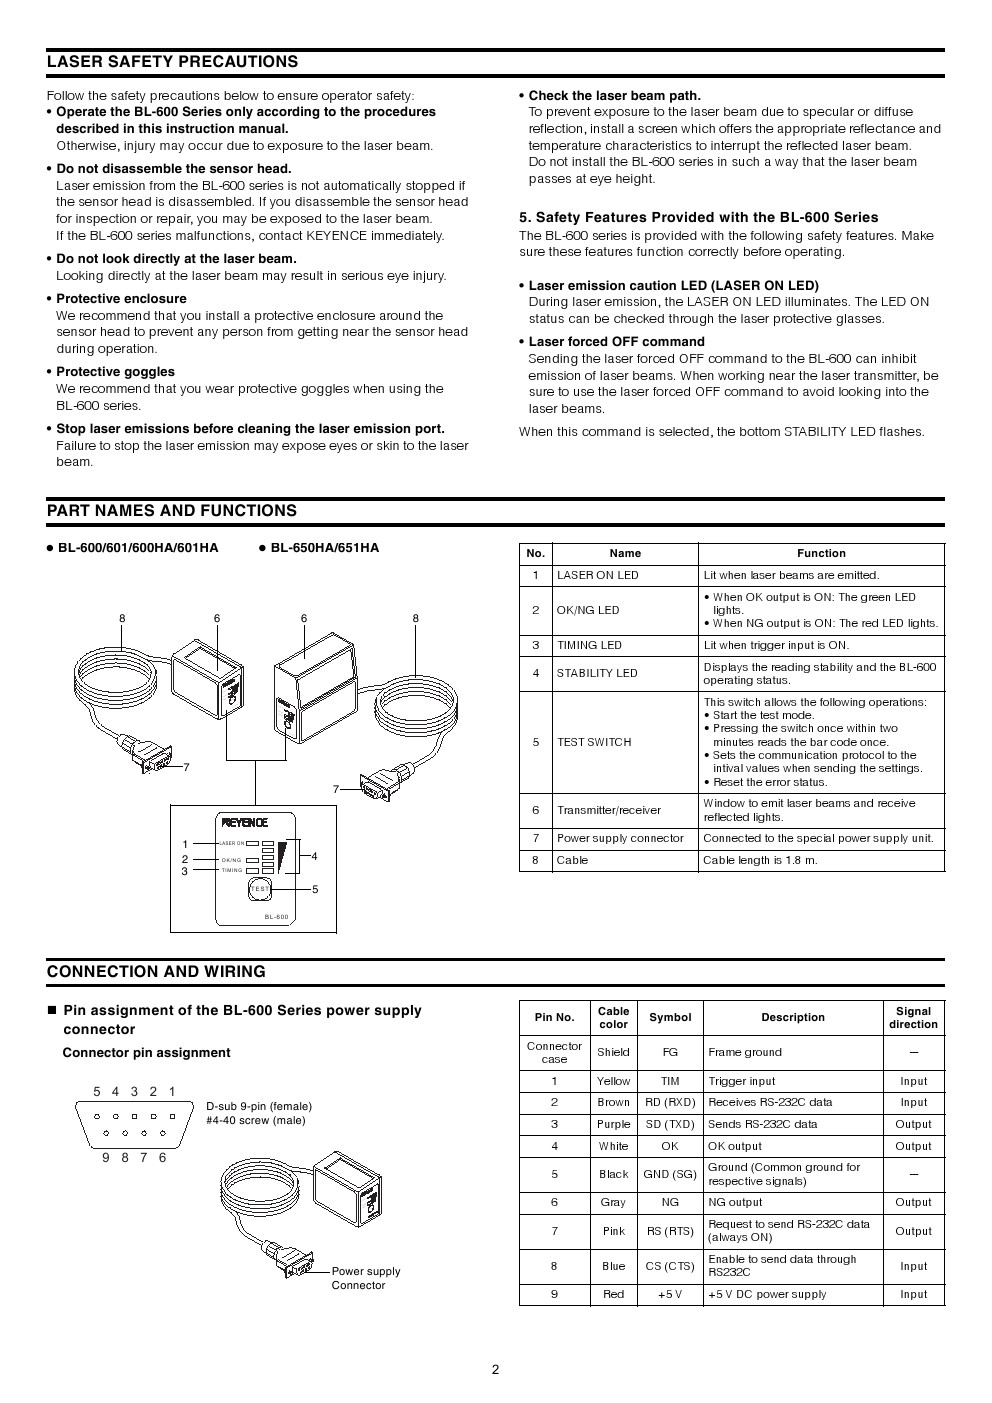 LASER SAFETY PRECAUTIONS
Follow the safety precautions below to ensure operator safety:
• Operate the BL-600 Series only according to the procedures
described in this instruction manual.
Otherwise, injury may occur due to exposure to the laser beam.
• Do not disassemble the sensor head.
Laser emission from the BL-600 series is not automatically stopped if
the sensor head is disassembled. If you disassemble the sensor head
for inspection or repair, you may be exposed to the laser beam.
If the BL-600 series malfunctions, contact KEYENCE immediately.
• Do not look directly at the laser beam.
Looking directly at the laser beam may result in serious eye injury.
• Protective enclosure
We recommend that you install a protective enclosure around the
sensor head to prevent any person from getting near the sensor head
during operation.
• Protective goggles
We recommend that you wear protective goggles when using the
BL-600 series.
• Stop laser emissions before cleaning the laser emission port.
Failure to stop the laser emission may expose eyes or skin to the laser
beam.
• Check the laser beam path.
To prevent exposure to the laser beam due to specular or diffuse
reflection, install a screen which offers the appropriate reflectance and
temperature characteristics to interrupt the reflected laser beam.
Do not install the BL-600 series in such a way that the laser beam
passes at eye height.
5. Safety Features Provided with the BL-600 Series
The BL-600 series is provided with the following safety features. Make
sure these features function correctly before operating.
• Laser emission caution LED (LASER ON LED)
During laser emission, the LASER ON LED illuminates. The LED ON
status can be checked through the laser protective glasses.
• Laser forced OFF command
Sending the laser forced OFF command to the BL-600 can inhibit
emission of laser beams. When working near the laser transmitter, be
sure to use the laser forced OFF command to avoid looking into the
laser beams.
When this command is selected, the bottom STABILITY LED flashes.
PART NAMES AND FUNCTIONS
● BL-600/601/600HA/601HA ● BL-650HA/651HA
8 6 6 8
7
7
KEYENCE
1 LASER ON
2 OK/NG 4
3 TIMING
TEST 5
BL-600
No. Name Function
1 LASER ON LED Lit when laser beams are emitted.
2 OK/NG LED • When OK output is ON: The green LED
lights.
• When NG output is ON: The red LED lights.
3 TIMING LED Lit when trigger input is ON.
4 STABILITY LED Displays the reading stability and the BL-600
operating status.
5 TEST SWITCH This switch allows the following operations:
• Start the test mode.
• Pressing the switch once within two
minutes reads the bar code once.
• Sets the communication protocol to the
intival values when sending the settings.
• Reset the error status.
6 Transmitter/receiver Window to emit laser beams and receive
reflected lights.
7 Power supply connector Connected to the special power supply unit.
8 Cable Cable length is 1.8 m.
CONNECTION AND WIRING
■ Pin assignment of the BL-600 Series power supply
connector
Connector pin assignment
5 4 3 2 1
D-sub 9-pin (female)
#4-40 screw (male)
9 8 7 6
Power supply
Connector
Pin No. Cable color Symbol Description Signal direction
Connector case Shield FG Frame ground —
1 Yellow TIM Trigger input Input
2 Brown RD (RXD) Receives RS-232C data Input
3 Purple SD (TXD) Sends RS-232C data Output
4 White OK OK output Output
5 Black GND (SG) Ground (Common ground for
respective signals) —
6 Gray NG NG output Output
7 Pink RS (RTS) Request to send RS-232C data
(always ON) Output
8 Blue CS (CTS) Enable to send data through
RS232C Input
9 Red +5 V +5 V DC power supply Input
2